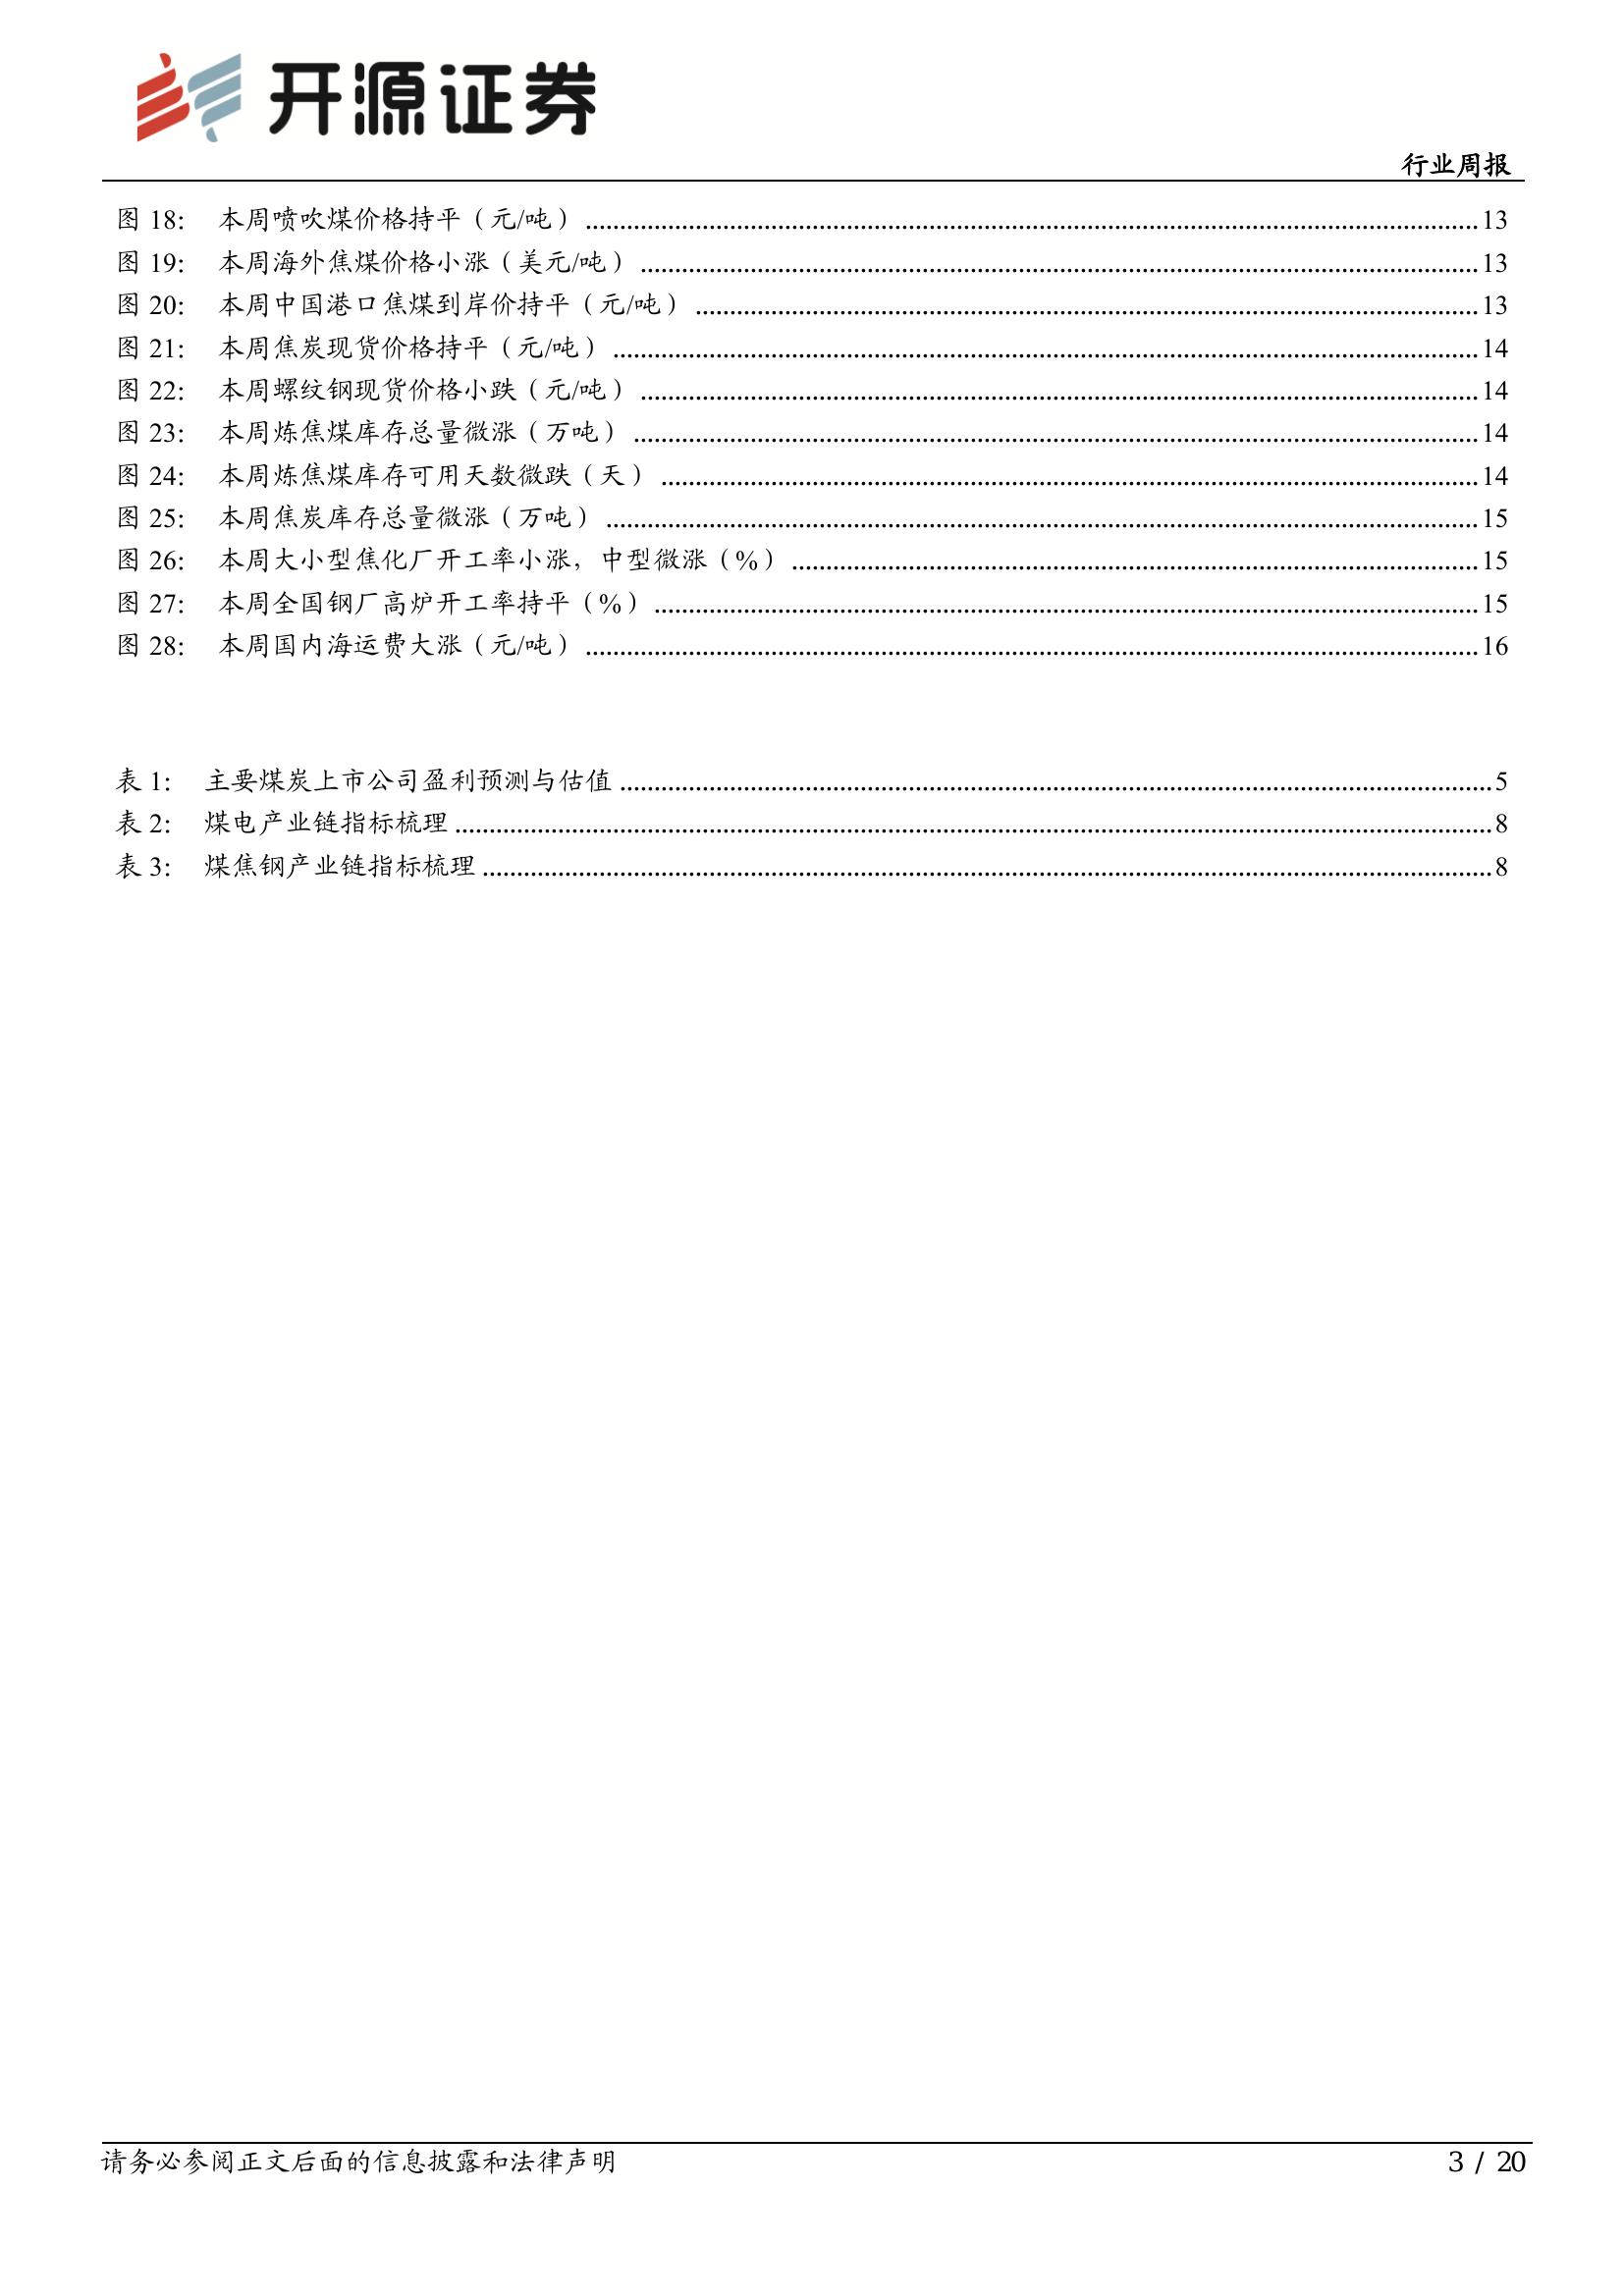 开源证券
行业周报
图 18： 本周喷吹煤价格持平（元/吨）......13
图 19： 本周海外焦煤价格小涨（美元/吨）......13
图 20： 本周中国港口焦煤到岸价持平（元/吨）......13
图 21： 本周焦炭现货价格持平（元/吨）......14
图 22： 本周螺纹钢现货价格小跌（元/吨）......14
图 23： 本周炼焦煤库存总量微涨（万吨）......14
图 24： 本周炼焦煤库存可用天数微跌（天）......14
图 25： 本周焦炭库存总量微涨（万吨）......15
图 26： 本周大小型焦化厂开工率小涨，中型微涨（%）......15
图 27： 本周全国钢厂高炉开工率持平（%）......15
图 28： 本周国内海运费大涨（元/吨）......16
表 1： 主要煤炭上市公司盈利预测与估值......5
表 2： 煤电产业链指标梳理......8
表 3： 煤焦钢产业链指标梳理......8
请务必参阅正文后面的信息披露和法律声明
3 / 20